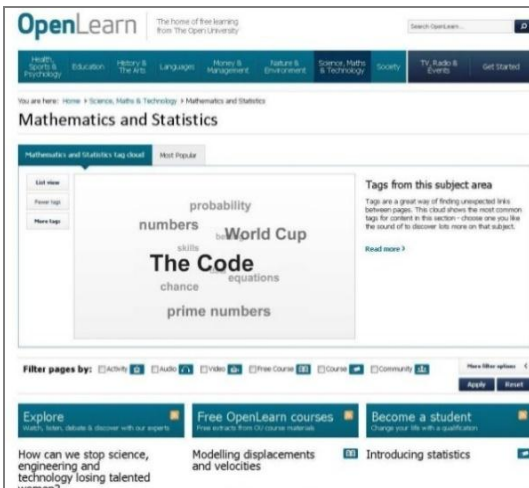 OpenLearn
The home of free learning
from The Open University
Search OpenLearn...
Health,
Sports &
Psychology
Education
History &
The Arts
Languages
Money &
Management
Nature &
Environment
Science, Maths
& Technology
Society
TV, Radio &
Events
Get Started
You are here: Home › Science, Maths & Technology › Mathematics and Statistics
Mathematics and Statistics
Mathematics and Statistics tag cloud
Most Popular
List view
Fewer tags
More tags
probability
numbers
World Cup
skills
The Code
equations
chance
prime numbers
Tags from this subject area
Tags are a great way of finding unexpected links
between pages. This cloud shows the most common
tags for content in this section - choose one you like
the sound of to discover lots more on that subject.
Read more ›
Filter pages by:
Activity
Audio
Video
Free Course
Course
Community
More filter options
Apply
Reset
Explore
Watch, listen, debate & discover with our experts
Free OpenLearn courses
Free extracts from OU course materials
Become a student
Change your life with a qualification
How can we stop science,
engineering and
technology losing talented
women?
Modelling displacements
and velocities
Introducing statistics